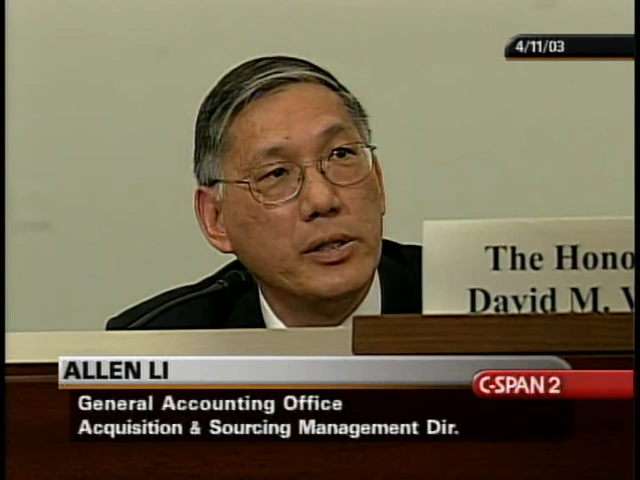 4/11/03
The Hono
David M.
ALLEN LI
C-SPAN 2
General Accounting Office
Acquisition & Sourcing Management Dir.